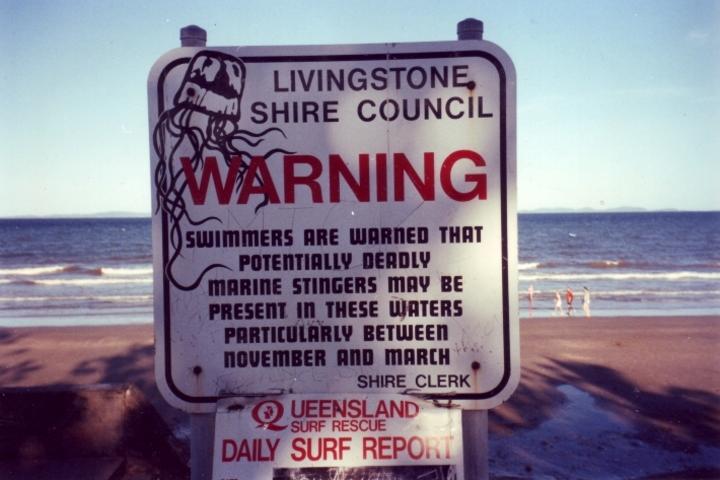 LIVINGSTONE
SHIRE COUNCIL
WARNING
SWIMMERS ARE WARNED THAT
POTENTIALLY DEADLY
MARINE STINGERS MAY BE
PRESENT IN THESE WATERS
PARTICULARLY BETWEEN
NOVEMBER AND MARCH
SHIRE CLERK
QUEENSLAND
SURF RESCUE
DAILY SURF REPORT